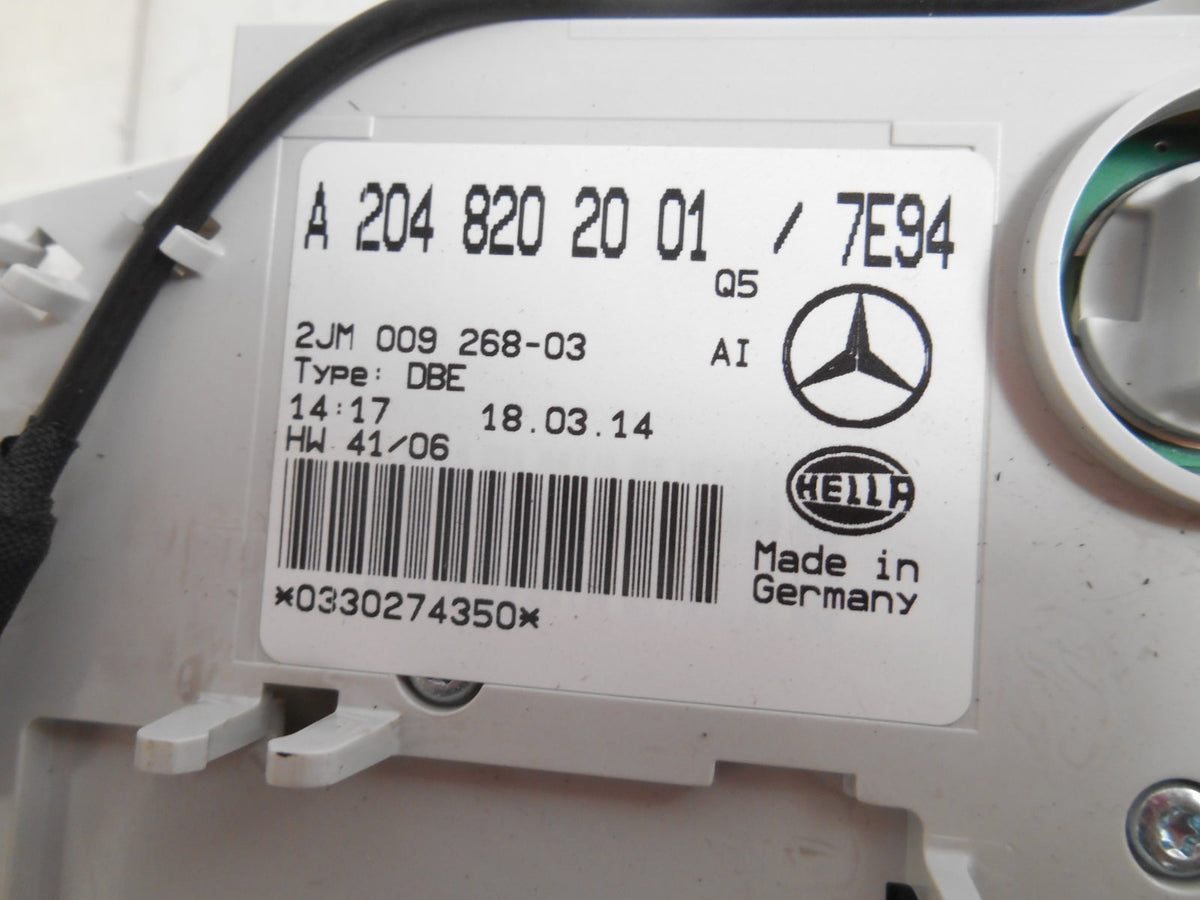 A 204 820 20 01 / 7E94
Q5
2JM 009 268-03
AI
Type: DBE
14:17 18.03.14
HW 41/06
HELLA
*0330274350*
Made in
Germany